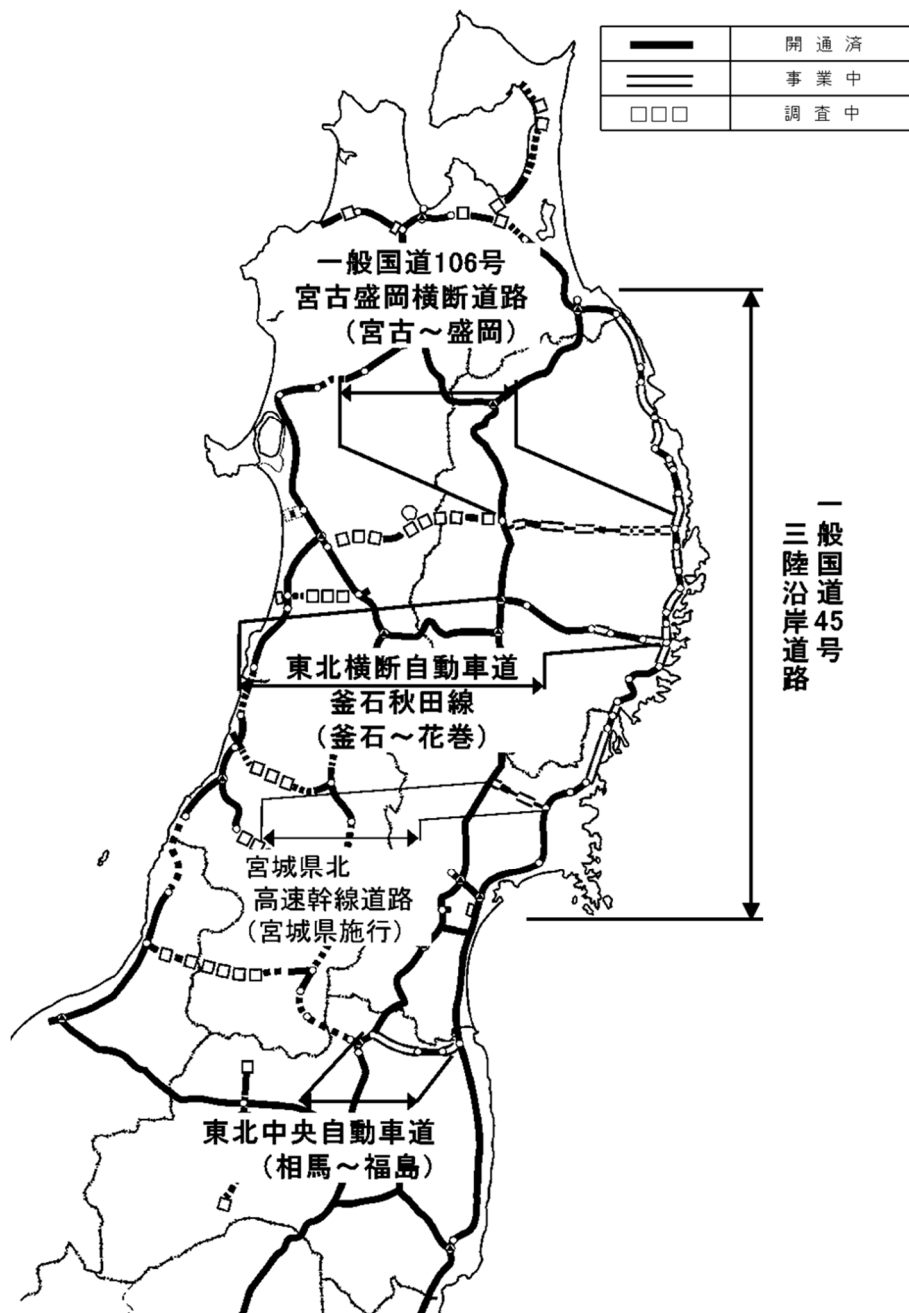 開通済
事業中
調査中
一般国道106号
宮古盛岡横断道路
（宮古～盛岡）
一般国道45号
三陸沿岸道路
東北横断自動車道
釜石秋田線
（釜石～花巻）
宮城県北
高速幹線道路
（宮城県施行）
東北中央自動車道
（相馬～福島）